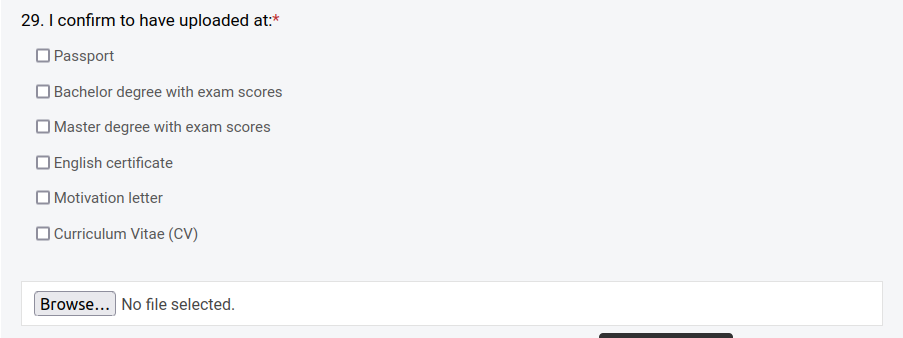 29. I confirm to have uploaded at:*
Passport
Bachelor degree with exam scores
Master degree with exam scores
English certificate
Motivation letter
Curriculum Vitae (CV)
Browse... No file selected.